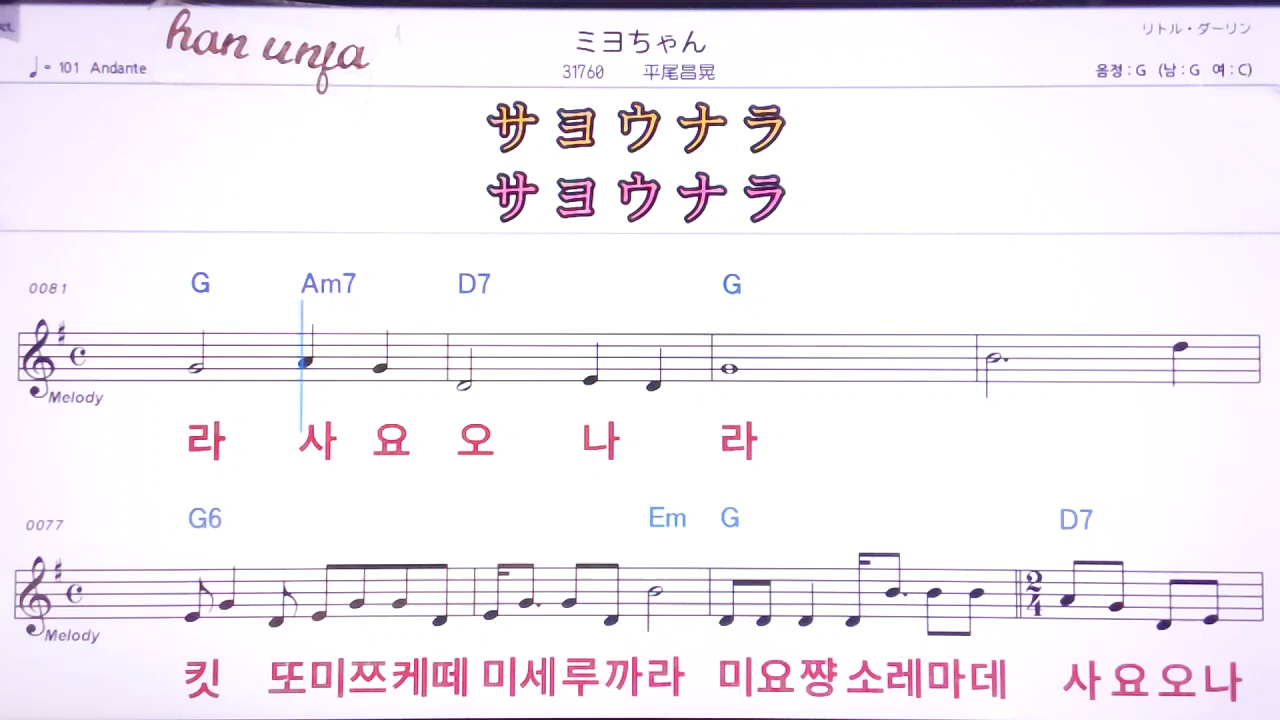 han unja
ミヨちゃん
リトル・ダーリン
♩= 101 Andante
31760 平尾昌晃
음정 : G (남 : G 여 : C)
サヨウナラ
サヨウナラ
0081
G Am7 D7 G
Melody
라 사 요 오 나 라
0077
G6 Em G D7
2/4
Melody
킷 또미쯔케떼 미세루까라 미요쨩 소레마데 사요오나